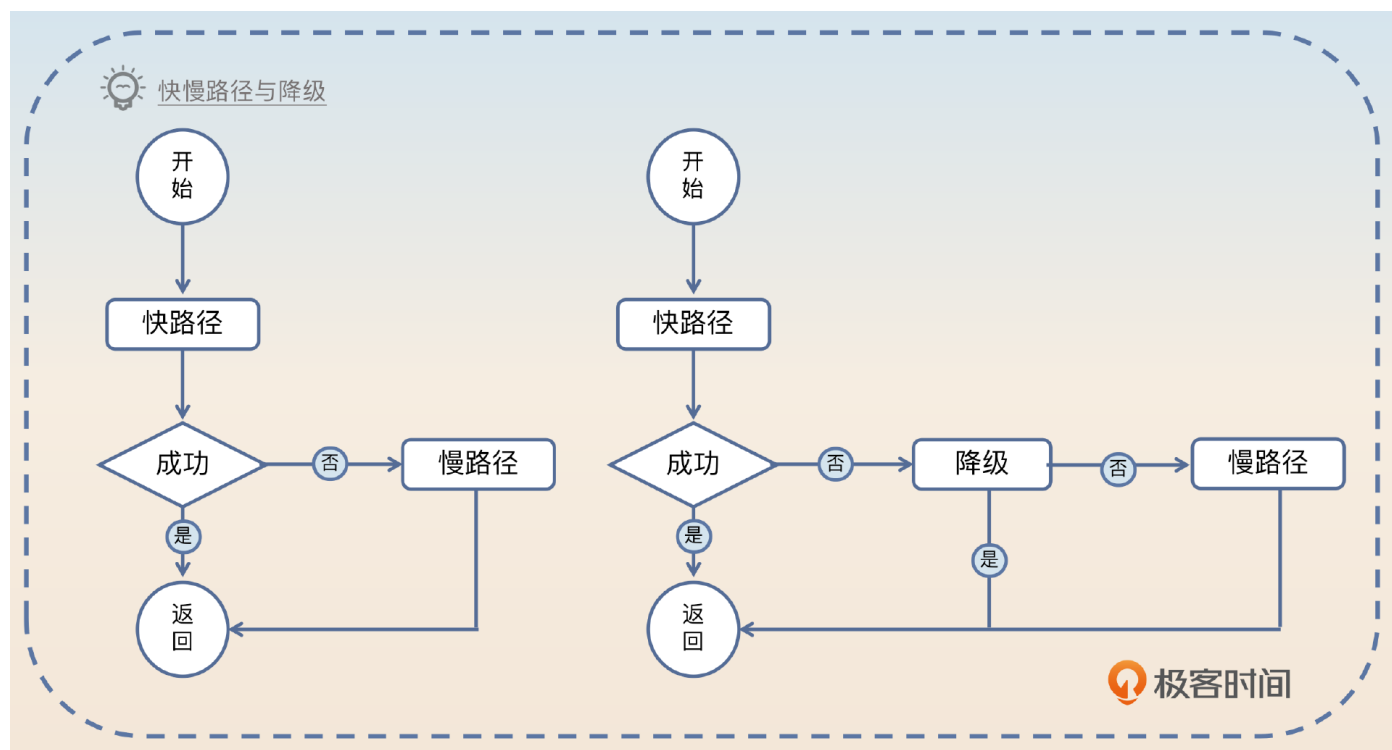 快慢路径与降级
开
始
快路径
成功
否
慢路径
是
返
回
开
始
快路径
成功
否
降级
否
慢路径
是
是
返
回
极客时间